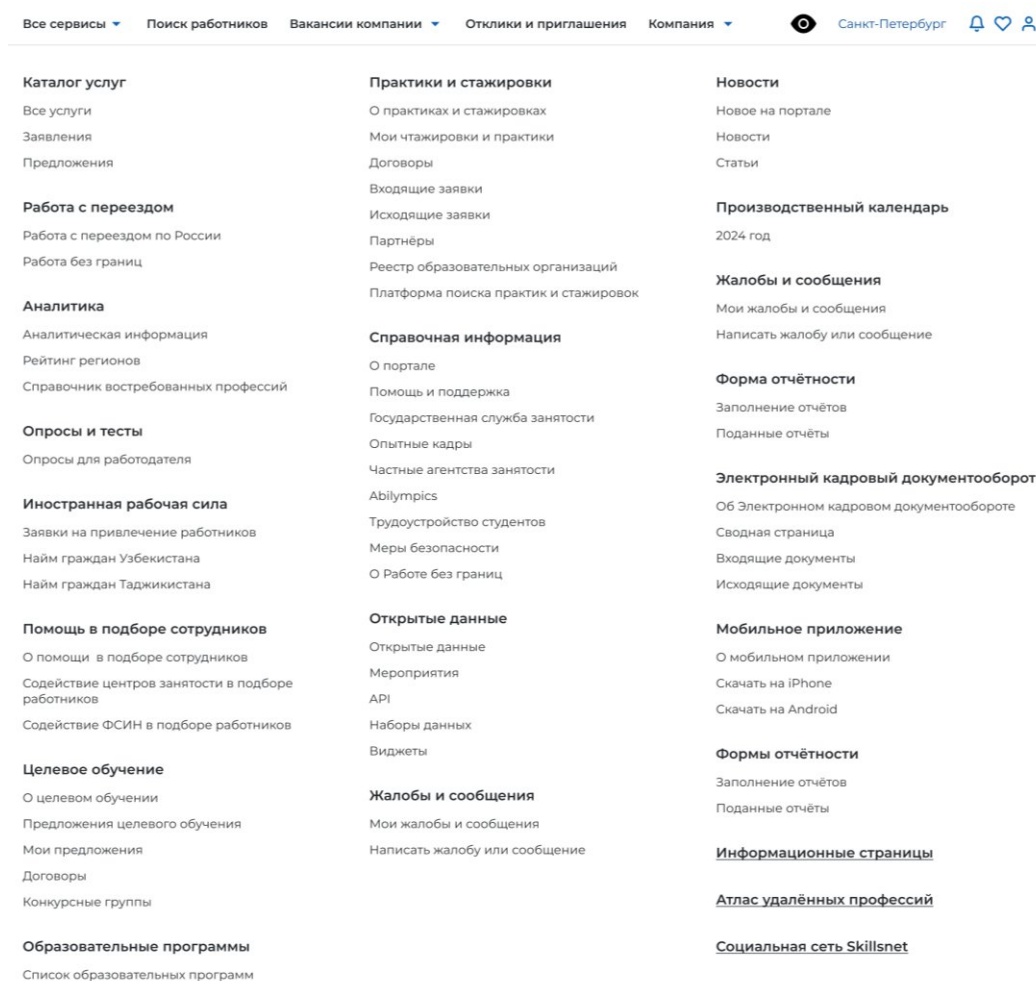 Все сервисы Поиск работников Вакансии компании Отклики и приглашения Компания Санкт-Петербург
Каталог услуг
Все услуги
Заявления
Предложения
Работа с переездом
Работа с переездом по России
Работа без границ
Аналитика
Аналитическая информация
Рейтинг регионов
Справочник востребованных профессий
Опросы и тесты
Опросы для работодателя
Иностранная рабочая сила
Заявки на привлечение работников
Найм граждан Узбекистана
Найм граждан Таджикистана
Помощь в подборе сотрудников
О помощи в подборе сотрудников
Содействие центров занятости в подборе
работников
Содействие ФСИН в подборе работников
Целевое обучение
О целевом обучении
Предложения целевого обучения
Мои предложения
Договоры
Конкурсные группы
Образовательные программы
Список образовательных программ
Практики и стажировки
О практиках и стажировках
Мои чтажировки и практики
Договоры
Входящие заявки
Исходящие заявки
Партнёры
Реестр образовательных организаций
Платформа поиска практик и стажировок
Справочная информация
О портале
Помощь и поддержка
Государственная служба занятости
Опытные кадры
Частные агентства занятости
Abilympics
Трудоустройство студентов
Меры безопасности
О Работе без границ
Открытые данные
Открытые данные
Мероприятия
API
Наборы данных
Виджеты
Жалобы и сообщения
Мои жалобы и сообщения
Написать жалобу или сообщение
Новости
Новое на портале
Новости
Статьи
Производственный календарь
2024 год
Жалобы и сообщения
Мои жалобы и сообщения
Написать жалобу или сообщение
Форма отчётности
Заполнение отчётов
Поданные отчёты
Электронный кадровый документооборот
Об Электронном кадровом документообороте
Сводная страница
Входящие документы
Исходящие документы
Мобильное приложение
О мобильном приложении
Скачать на iPhone
Скачать на Android
Формы отчётности
Заполнение отчётов
Поданные отчёты
Информационные страницы
Атлас удалённых профессий
Социальная сеть Skillsnet